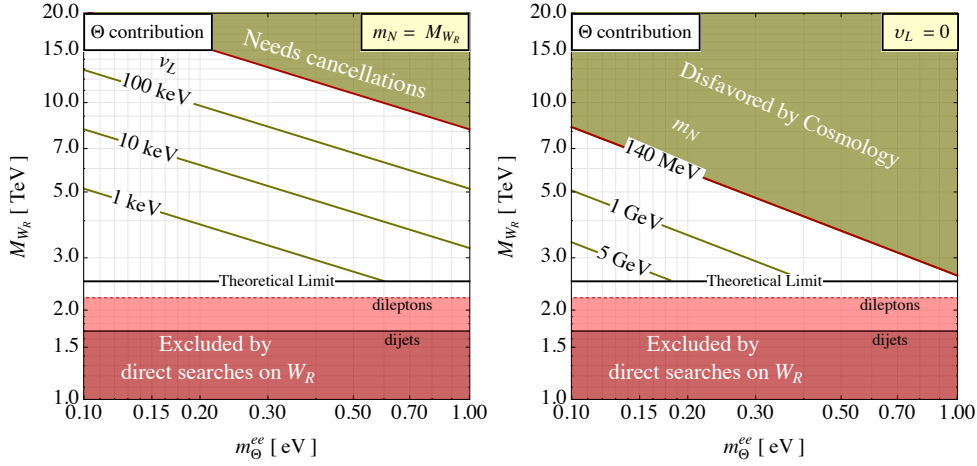 20.0
15.0
10.0
7.0
5.0
3.0
2.0
1.5
1.0
M_{W_R} [ TeV ]
Θ contribution
m_N = M_{W_R}
Needs cancellations
ν_L
100 keV
10 keV
1 keV
Theoretical Limit
dileptons
dijets
Excluded by
direct searches on W_R
0.10 0.15 0.20 0.30 0.50 0.70 1.00
m_Θ^{ee} [ eV ]
20.0
15.0
10.0
7.0
5.0
3.0
2.0
1.5
1.0
M_{W_R} [ TeV ]
Θ contribution
υ_L = 0
Disfavored by
Cosmology
m_N
140 MeV
1 GeV
5 GeV
Theoretical Limit
dileptons
dijets
Excluded by
direct searches on W_R
0.10 0.15 0.20 0.30 0.50 0.70 1.00
m_Θ^{ee} [ eV ]